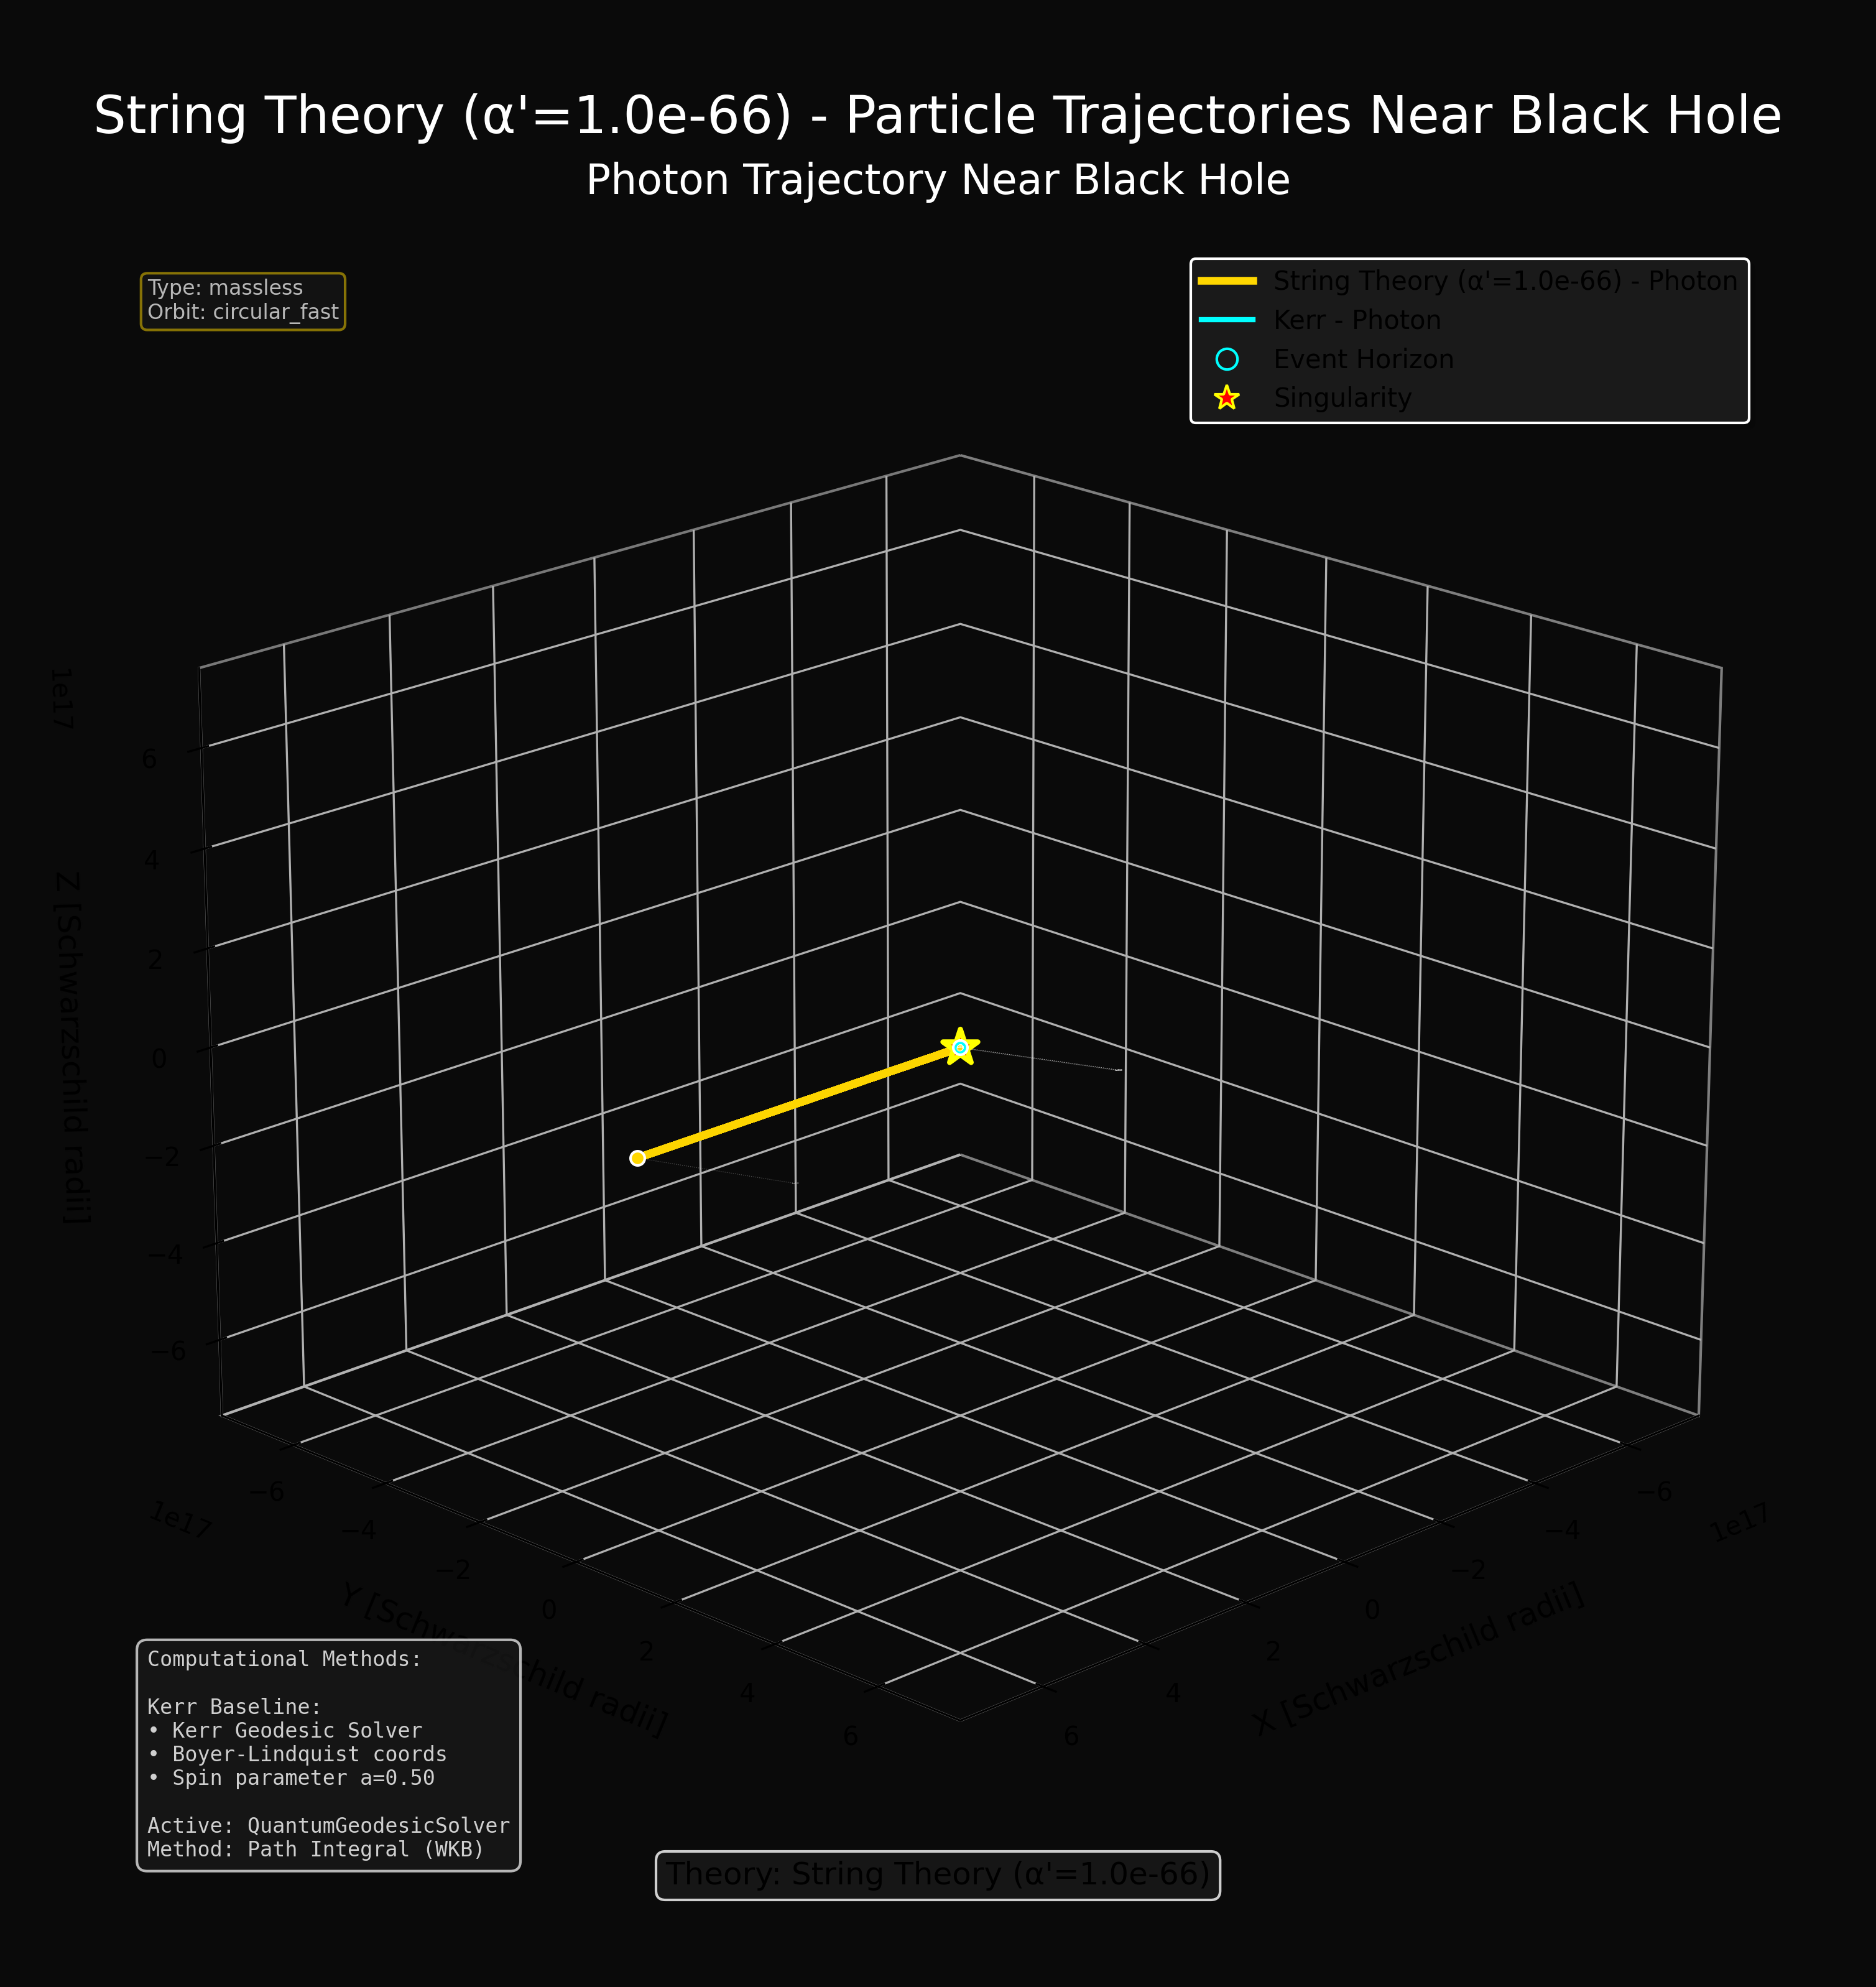 String Theory (α'=1.0e-66) - Particle Trajectories Near Black Hole
Photon Trajectory Near Black Hole
Type: massless
Orbit: circular_fast
String Theory (α'=1.0e-66) - Photon
Kerr - Photon
Event Horizon
Singularity
1e17
6
4
2
0
−2
−4
−6
Z [Schwarzschild radii]
1e17
−6
−4
−2
0
2
4
6
Y [Schwarzschild radii]
1e17
−6
−4
−2
0
2
4
6
X [Schwarzschild radii]
Computational Methods:
Kerr Baseline:
• Kerr Geodesic Solver
• Boyer-Lindquist coords
• Spin parameter a=0.50
Active: QuantumGeodesicSolver
Method: Path Integral (WKB)
Theory: String Theory (α'=1.0e-66)